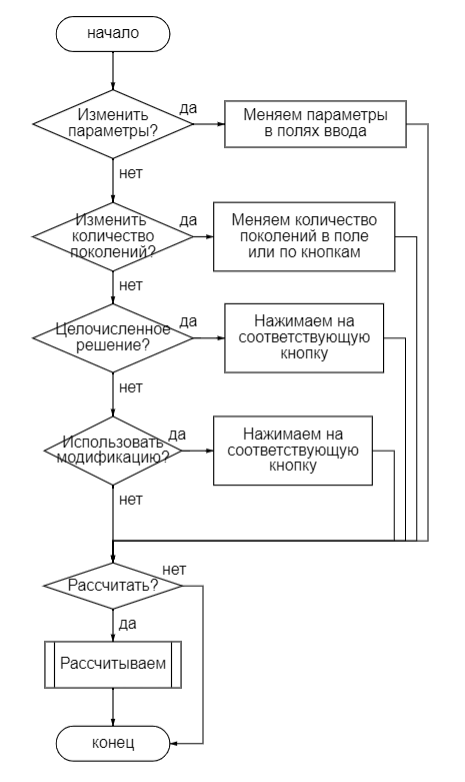 начало
Изменить
параметры?
да
Меняем параметры
в полях ввода
нет
Изменить
количество
поколений?
да
Меняем количество
поколений в поле
или по кнопкам
нет
Целочисленное
решение?
да
Нажимаем на
соответствующую
кнопку
нет
Использовать
модификацию?
да
Нажимаем на
соответствующую
кнопку
нет
Рассчитать?
нет
да
Рассчитываем
конец